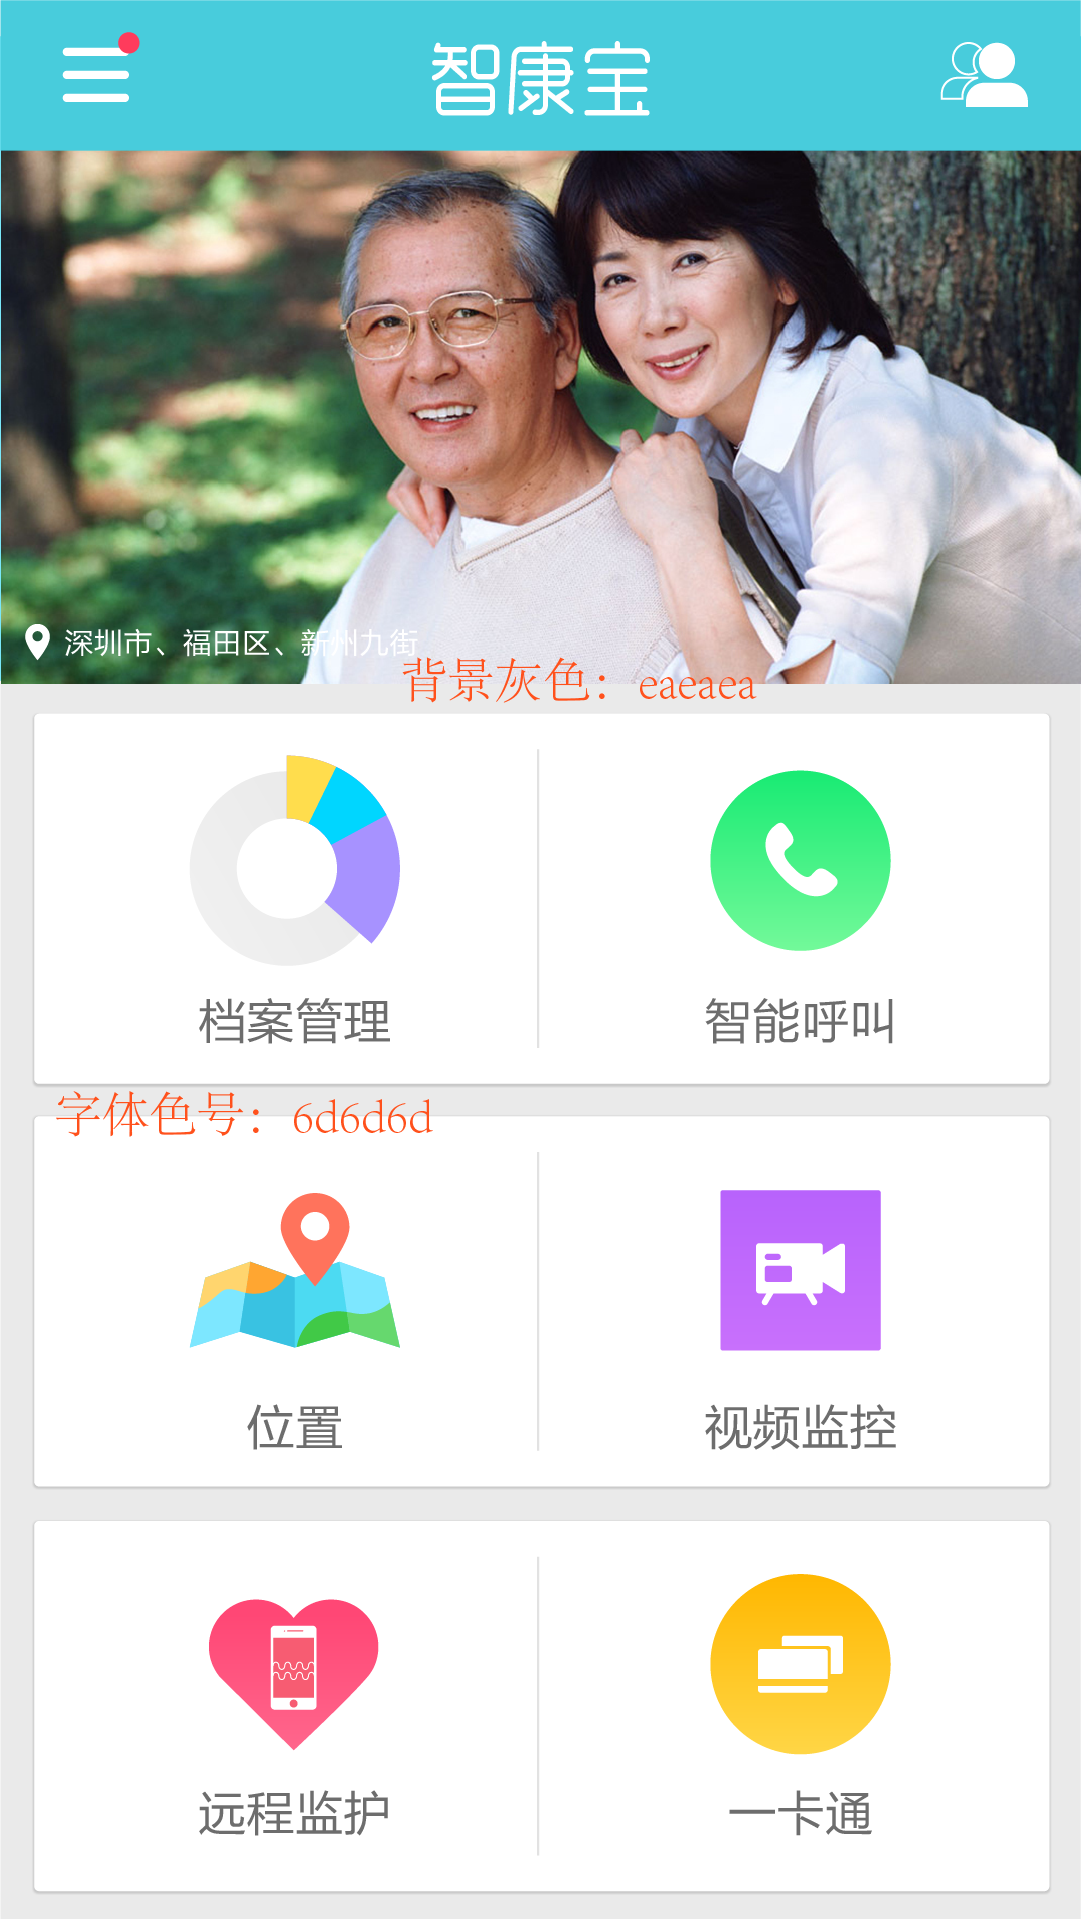 智康宝
深圳市、福田区、新州九街
背景灰色：eaeaea
档案管理
智能呼叫
字体色号：6d6d6d
位置
视频监控
远程监护
一卡通